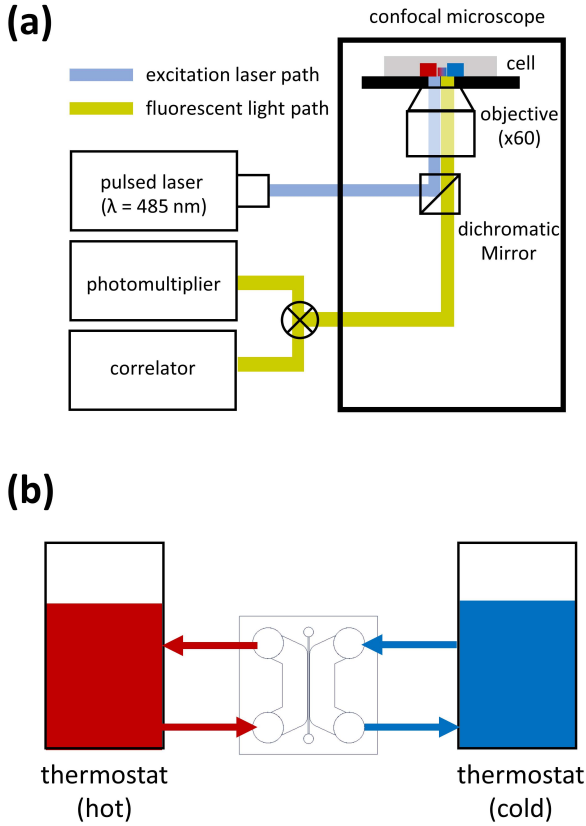 (a)
confocal microscope
excitation laser path
fluorescent light path
cell
objective
(x60)
pulsed laser
(λ = 485 nm)
dichromatic
Mirror
photomultiplier
correlator
(b)
thermostat
(hot)
thermostat
(cold)